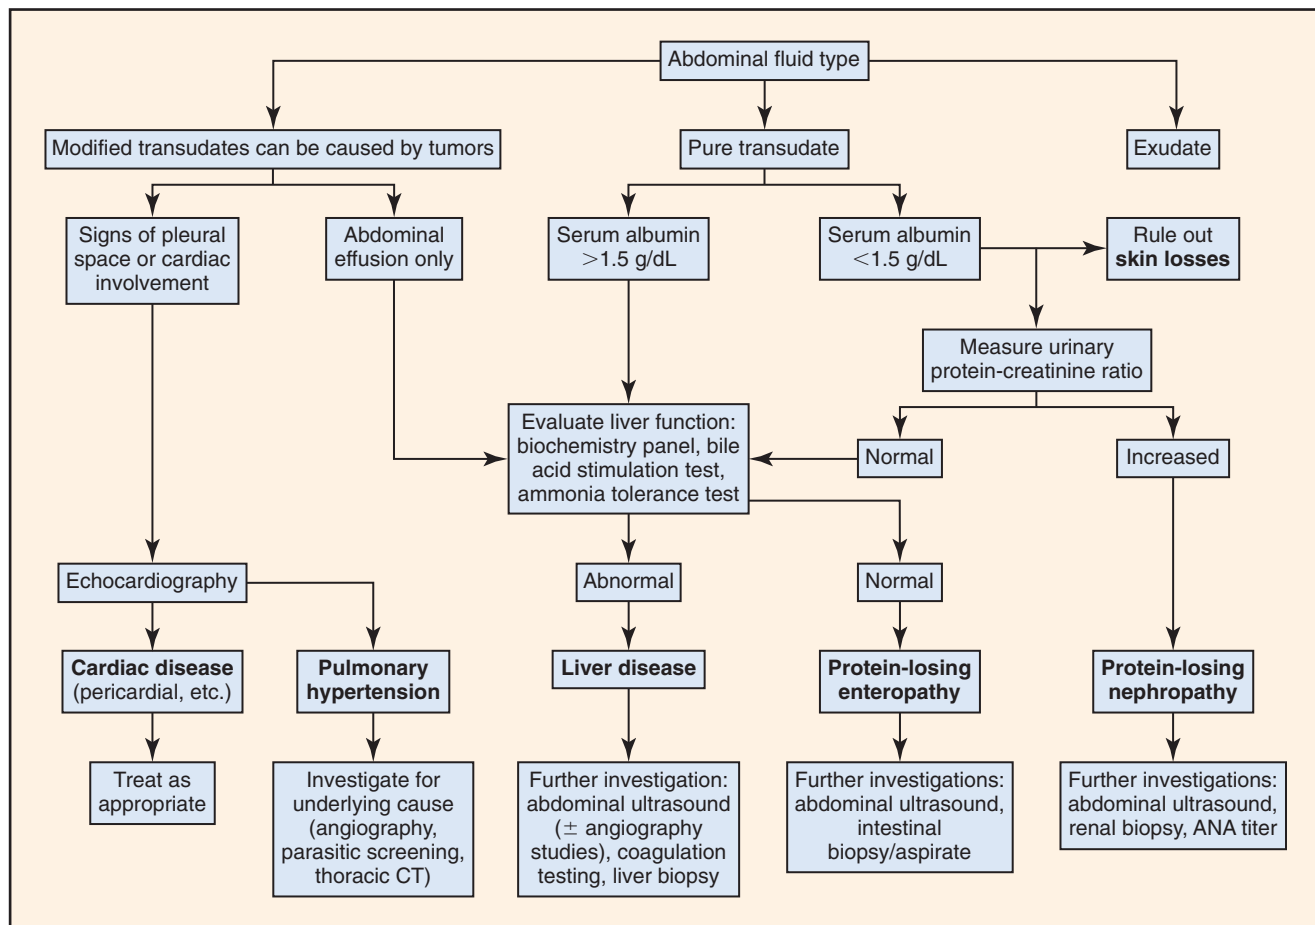 Abdominal fluid type
Modified transudates can be caused by tumors
Pure transudate
Exudate
Signs of pleural
space or cardiac
involvement
Abdominal
effusion only
Serum albumin
>1.5 g/dL
Serum albumin
<1.5 g/dL
Rule out
skin losses
Measure urinary
protein-creatinine ratio
Evaluate liver function:
biochemistry panel, bile
acid stimulation test,
ammonia tolerance test
Normal
Increased
Echocardiography
Abnormal
Normal
Cardiac disease
(pericardial, etc.)
Pulmonary
hypertension
Liver disease
Protein-losing
enteropathy
Protein-losing
nephropathy
Treat as
appropriate
Investigate for
underlying cause
(angiography,
parasitic screening,
thoracic CT)
Further investigation:
abdominal ultrasound
(± angiography
studies), coagulation
testing, liver biopsy
Further investigations:
abdominal ultrasound,
intestinal
biopsy/aspirate
Further investigations:
abdominal ultrasound,
renal biopsy, ANA titer